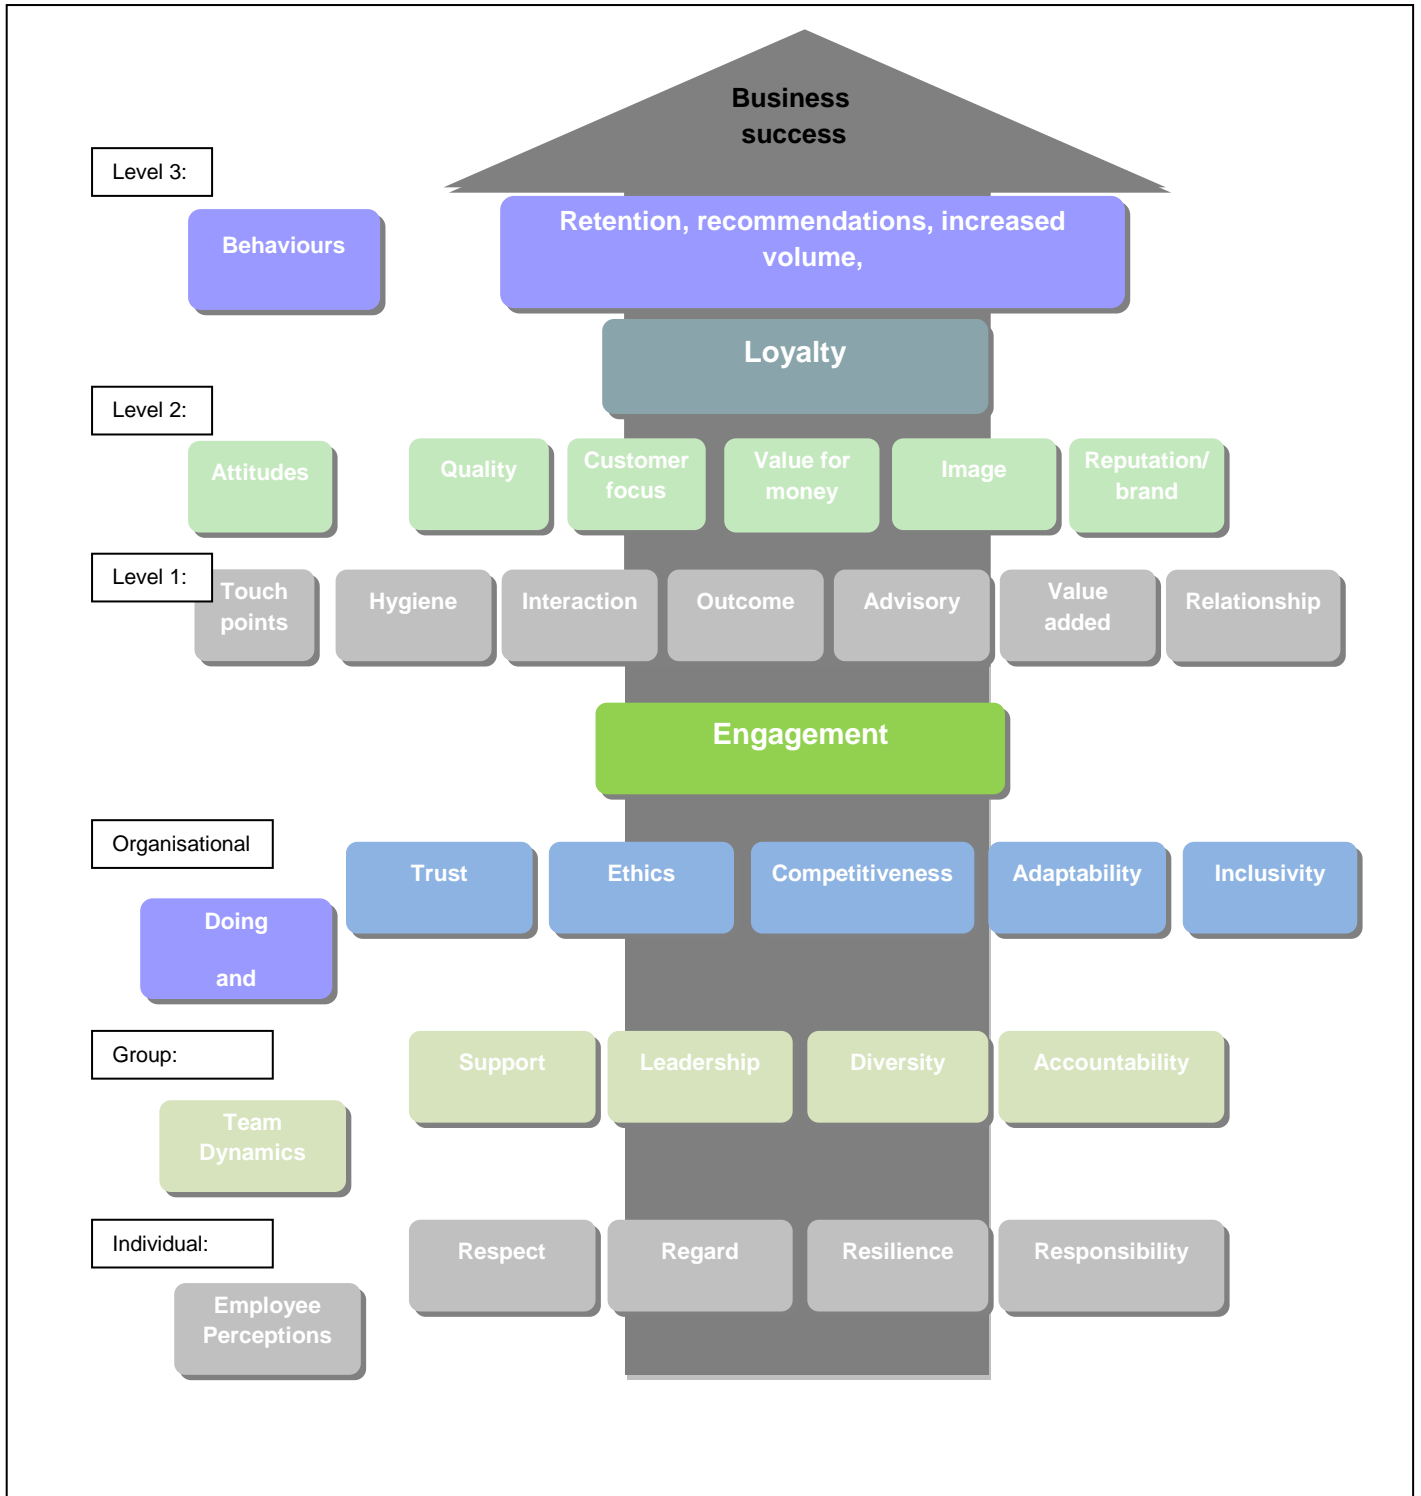 Business
success
Level 3:
Behaviours
Retention, recommendations, increased
volume,
Loyalty
Level 2:
Attitudes
Quality
Customer
focus
Value for
money
Image
Reputation/
brand
Level 1:
Touch
points
Hygiene
Interaction
Outcome
Advisory
Value
added
Relationship
Engagement
Organisational
Trust
Ethics
Competitiveness
Adaptability
Inclusivity
Doing
and
Group:
Support
Leadership
Diversity
Accountability
Team
Dynamics
Individual:
Respect
Regard
Resilience
Responsibility
Employee
Perceptions